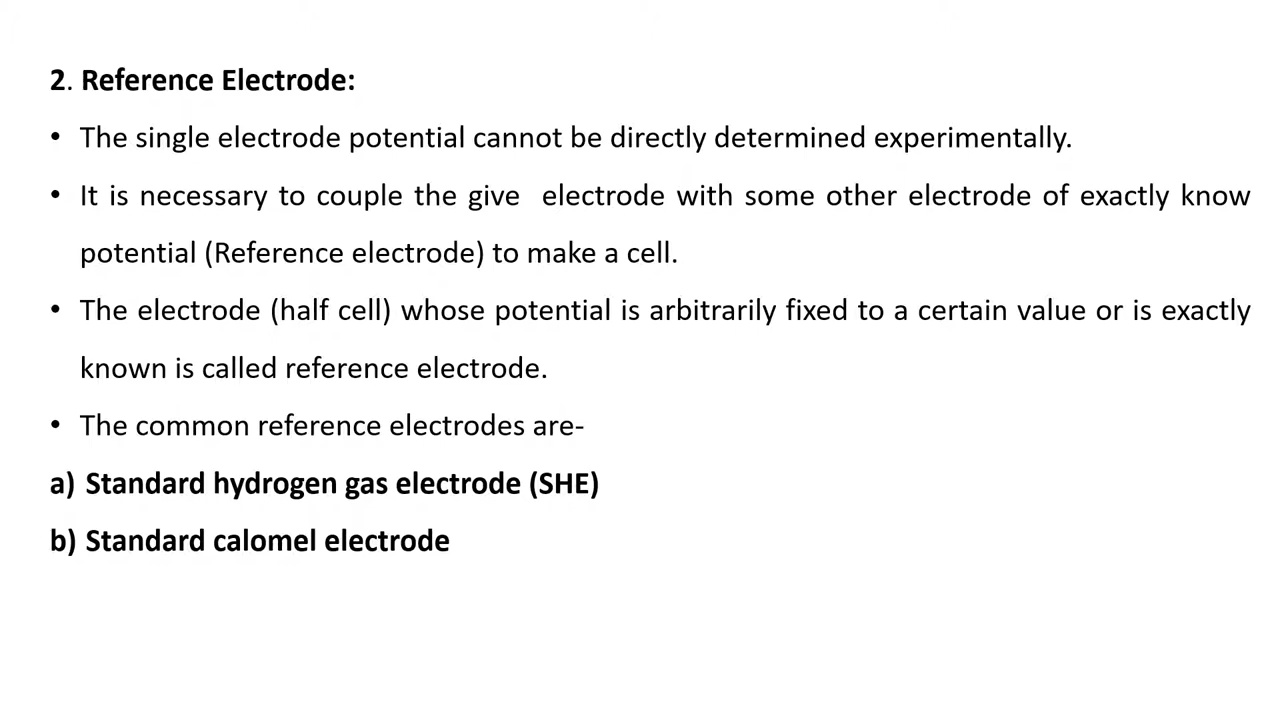 2. Reference Electrode:
• The single electrode potential cannot be directly determined experimentally.
• It is necessary to couple the give electrode with some other electrode of exactly know
potential (Reference electrode) to make a cell.
• The electrode (half cell) whose potential is arbitrarily fixed to a certain value or is exactly
known is called reference electrode.
• The common reference electrodes are-
a) Standard hydrogen gas electrode (SHE)
b) Standard calomel electrode